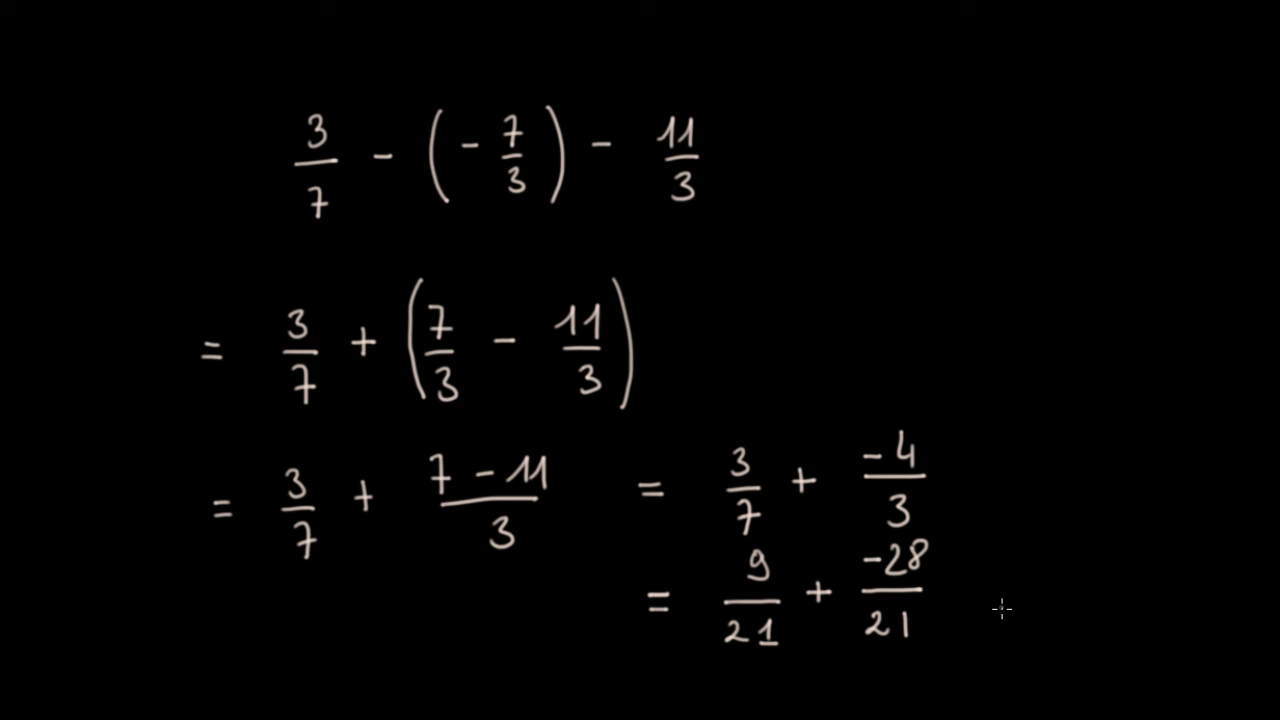 3/7 - (- 7/3) - 11/3
= 3/7 + (7/3 - 11/3)
= 3/7 + (7 - 11)/3 = 3/7 + -4/3
= 9/21 + -28/21